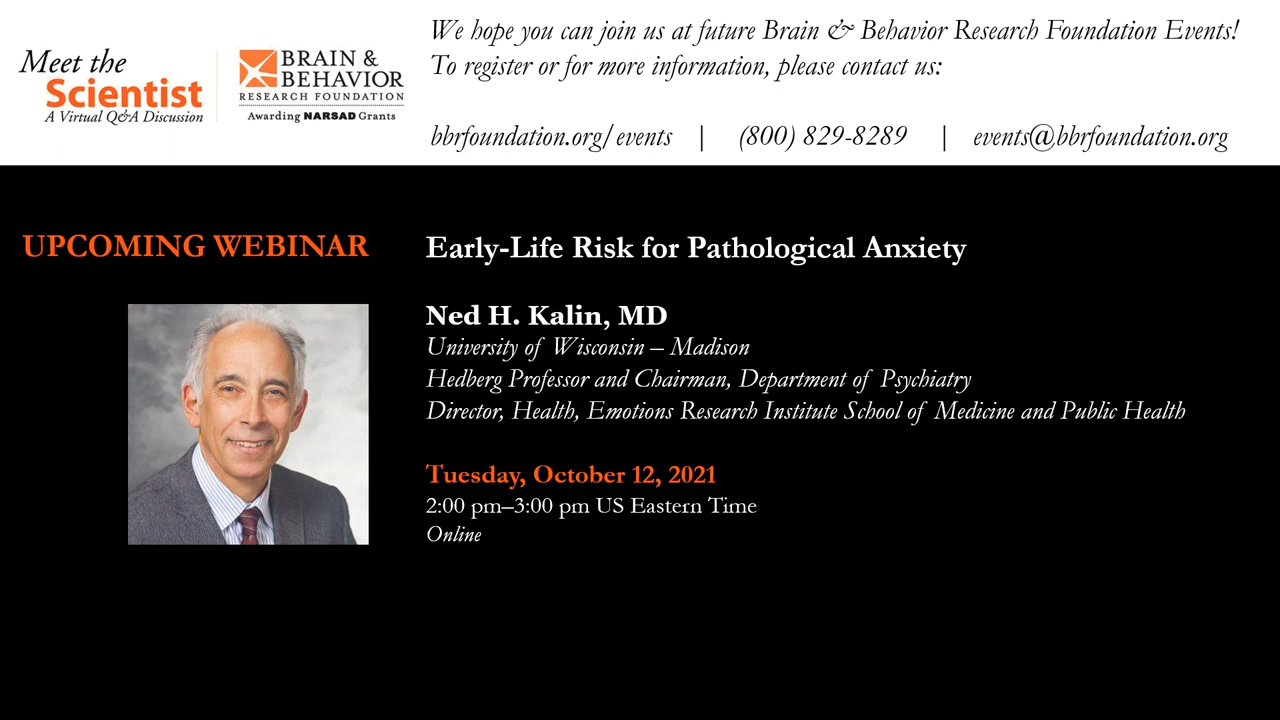 Meet the
Scientist
A Virtual Q&A Discussion
BRAIN &
BEHAVIOR
RESEARCH FOUNDATION
Awarding NARSAD Grants
We hope you can join us at future Brain & Behavior Research Foundation Events!
To register or for more information, please contact us:
bbrfoundation.org/events | (800) 829-8289 | events@bbrfoundation.org
UPCOMING WEBINAR
Early-Life Risk for Pathological Anxiety
Ned H. Kalin, MD
University of Wisconsin – Madison
Hedberg Professor and Chairman, Department of Psychiatry
Director, Health, Emotions Research Institute School of Medicine and Public Health
Tuesday, October 12, 2021
2:00 pm–3:00 pm US Eastern Time
Online